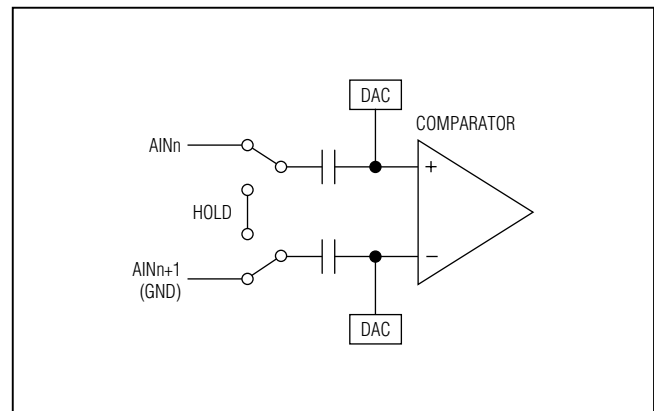 DAC
COMPARATOR
AINn
+
HOLD
AINn+1
(GND)
−
DAC